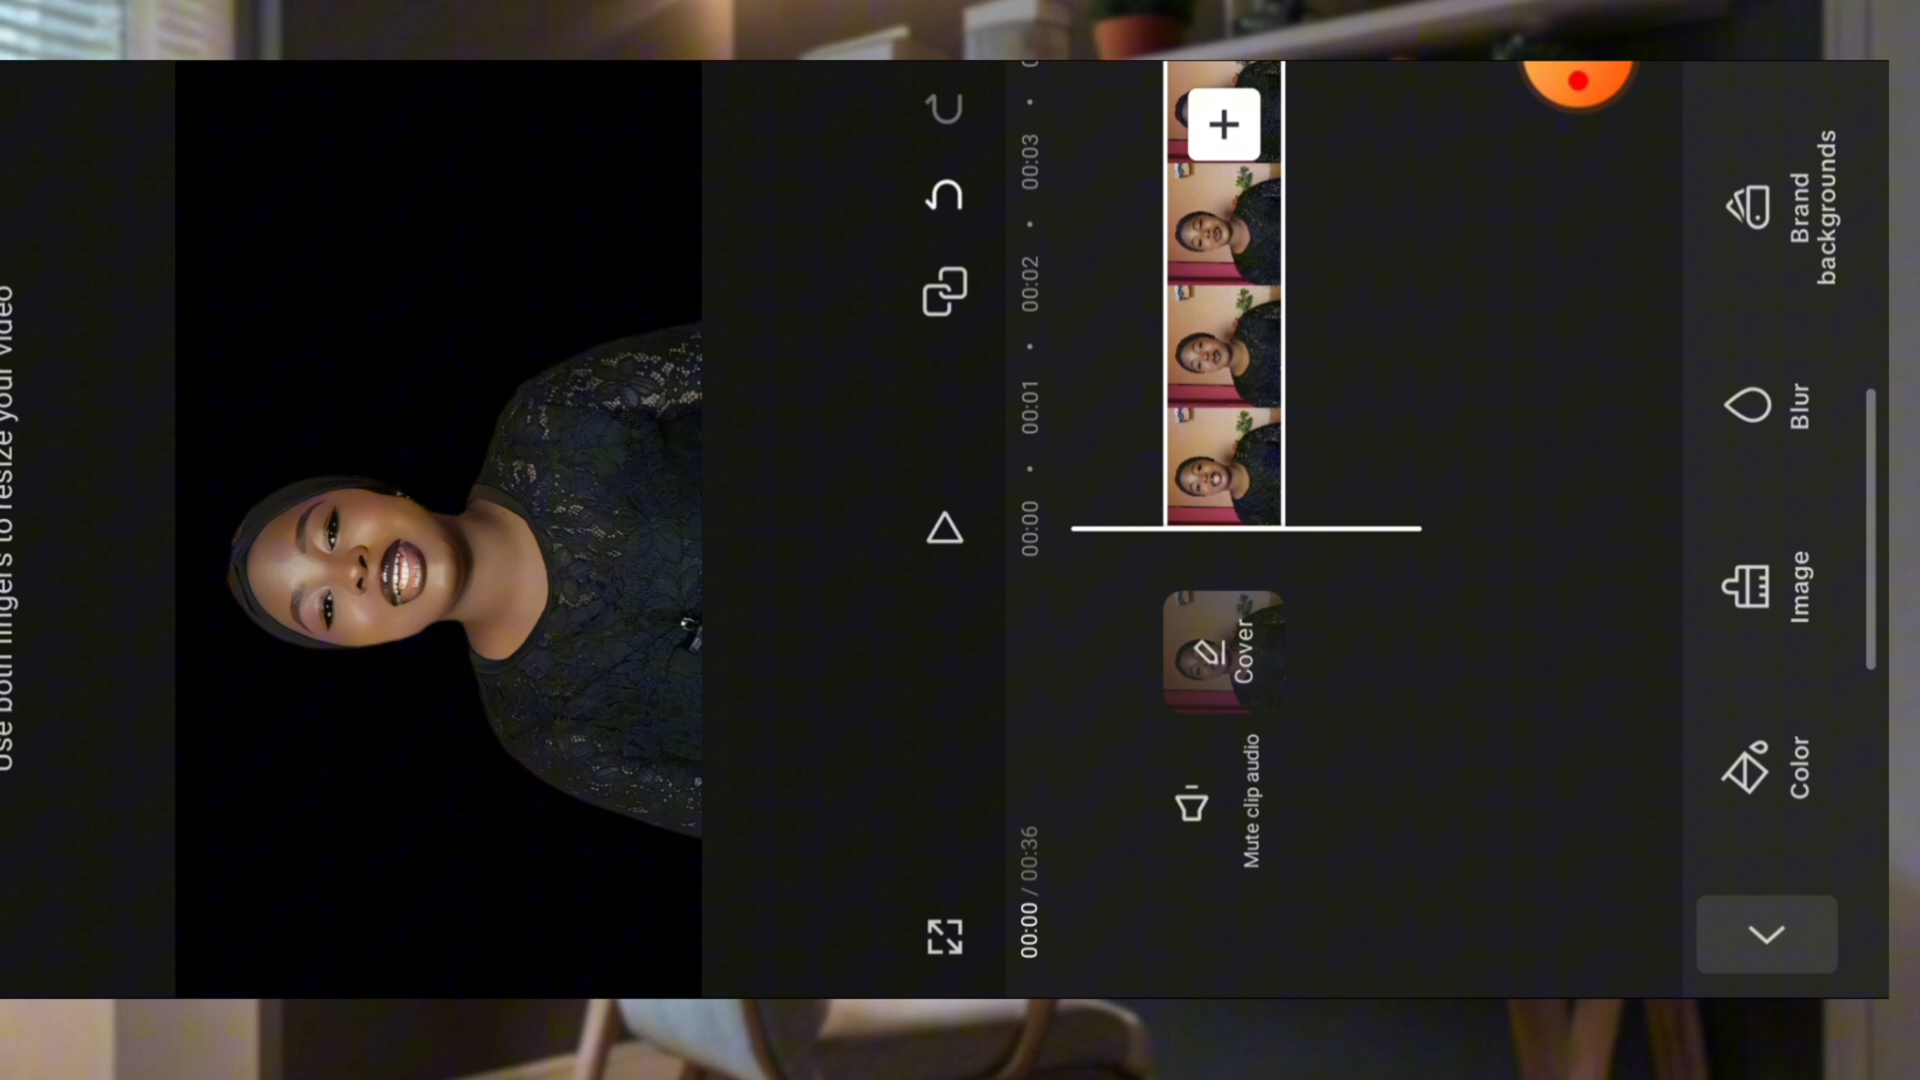 Use both fingers to resize your video
00:00 / 00:36
00:00
00:01
00:02
00:03
Mute clip audio
Cover
Color
Image
Blur
Brand
backgrounds